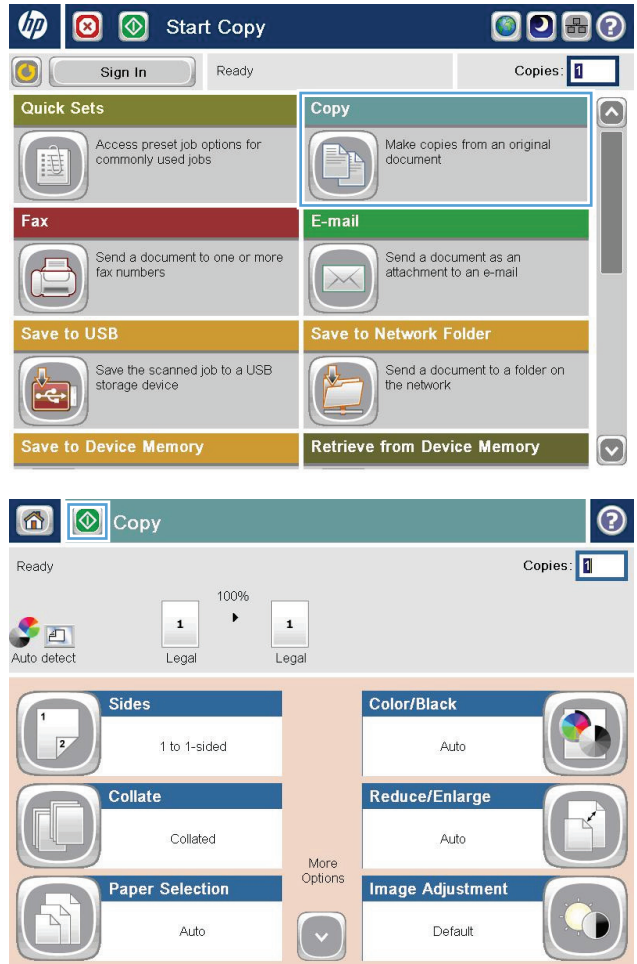 hp Start Copy
Sign In Ready Copies: 1
Quick Sets Copy
Access preset job options for
commonly used jobs
Make copies from an original
document
Fax E-mail
Send a document to one or more
fax numbers
Send a document as an
attachment to an e-mail
Save to USB Save to Network Folder
Save the scanned job to a USB
storage device
Send a document to a folder on
the network
Save to Device Memory Retrieve from Device Memory
Copy
Ready Copies: 1
100%
1 1
Auto detect Legal Legal
Sides Color/Black
1 2
1 to 1-sided Auto
Collate Reduce/Enlarge
Collated Auto
More
Options
Paper Selection Image Adjustment
Auto Default